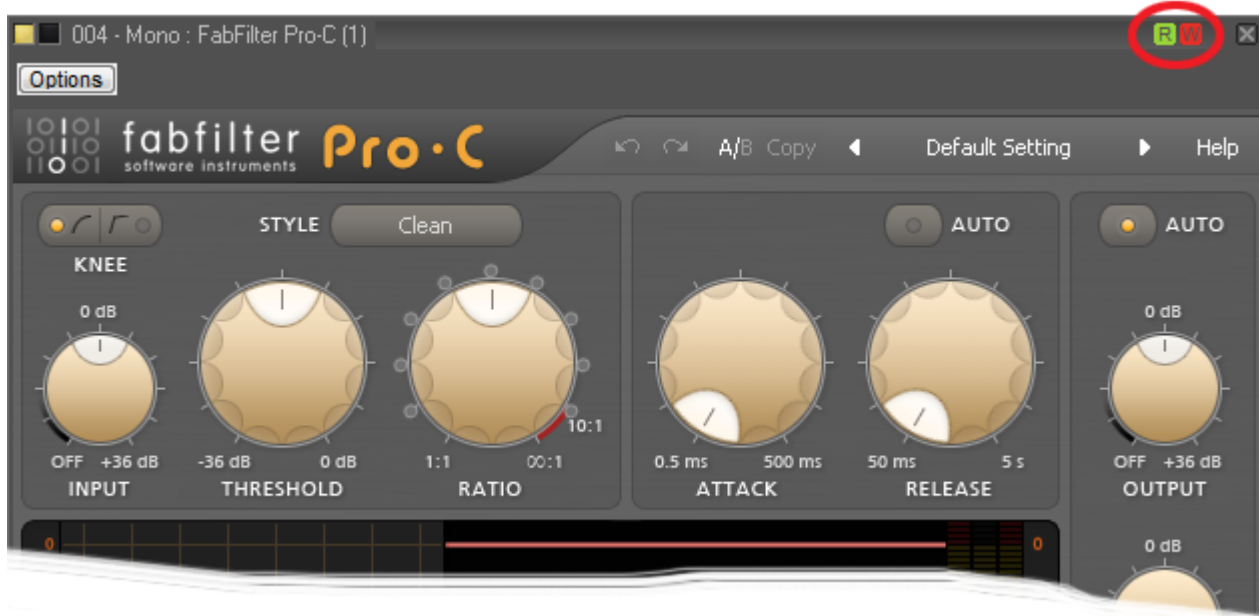 004 - Mono : FabFilter Pro-C (1) R W
Options
fabfilter Pro·C
software instruments
A/B Copy Default Setting Help
STYLE Clean AUTO AUTO
KNEE
0 dB 0 dB
10:1
OFF +36 dB -36 dB 0 dB 1:1 ∞:1 0.5 ms 500 ms 50 ms 5 s OFF +36 dB
INPUT THRESHOLD RATIO ATTACK RELEASE OUTPUT
0 0 0 dB